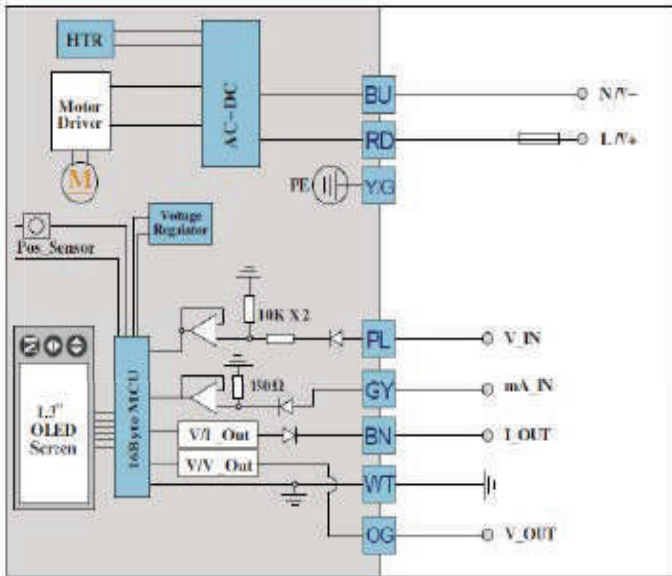 HTR
Motor
Driver
M
AC-DC
BU
N/V-
RD
L/V+
PE
Y/G
Voltage
Regulator
Pos_Sensor
10K X 2
PL
V_IN
150Ω
GY
mA_IN
M
1.3"
OLED
Screen
16Byto MCU
V/I_Out
BN
I_OUT
V/V_Out
WT
OG
V_OUT